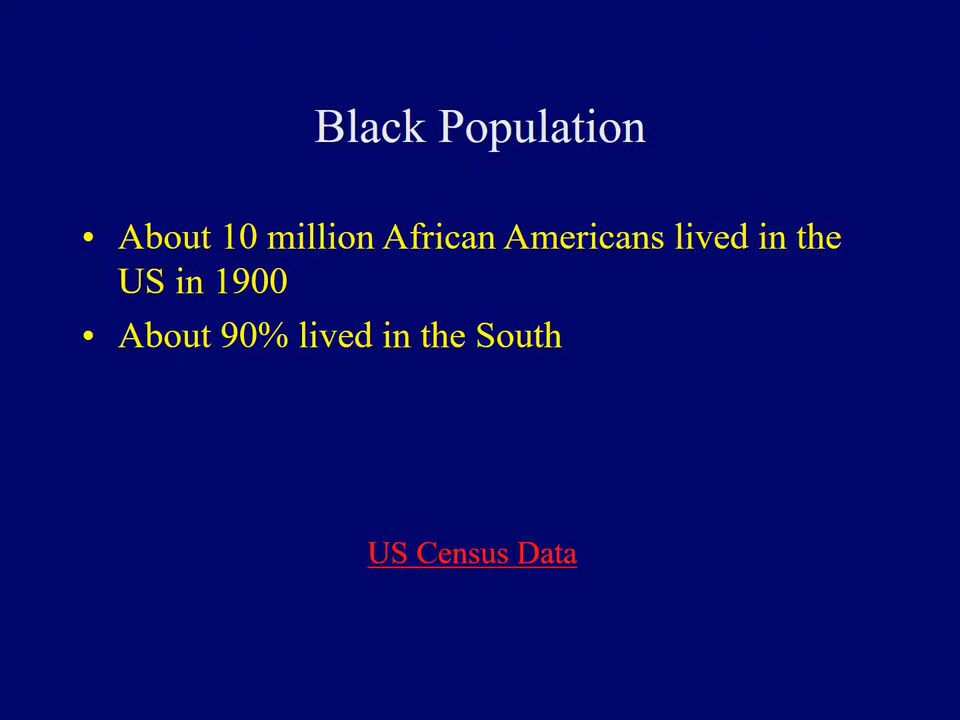 Black Population
• About 10 million African Americans lived in the
US in 1900
• About 90% lived in the South
US Census Data